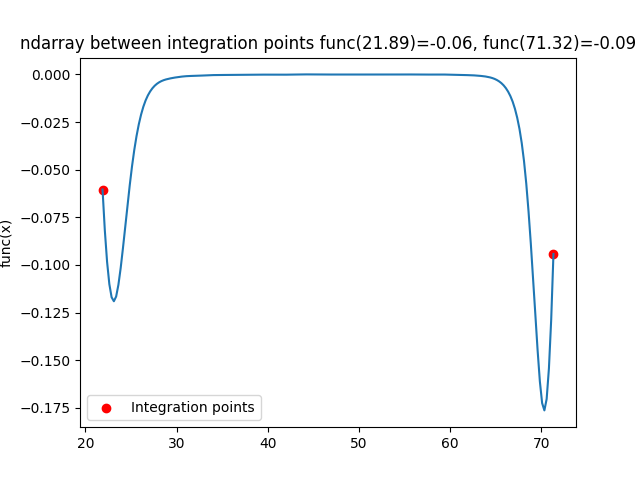 ndarray between integration points func(21.89)=-0.06, func(71.32)=-0.09
0.000
−0.025
−0.050
−0.075
−0.100
−0.125
−0.150
−0.175
func(x)
Integration points
20 30 40 50 60 70